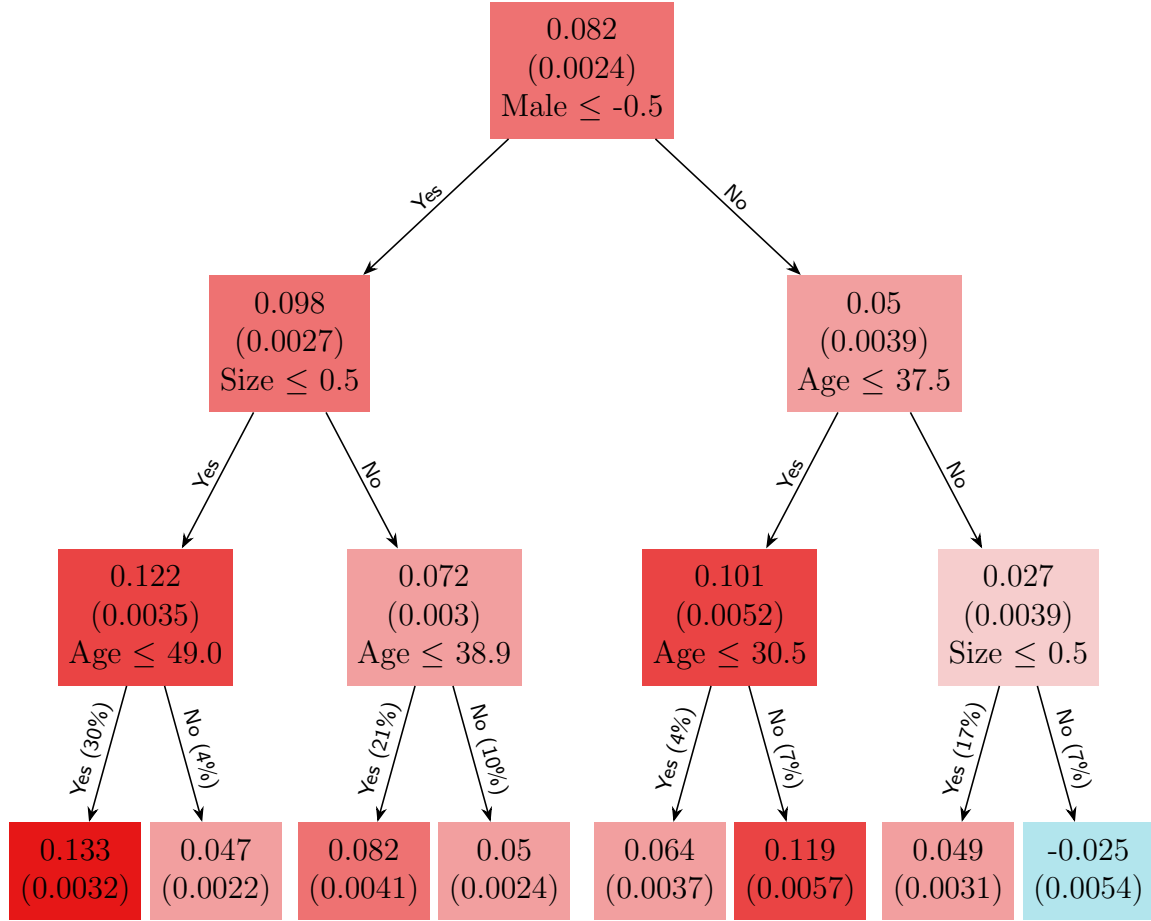 0.082
(0.0024)
Male ≤ -0.5
Yes
No
0.098
(0.0027)
Size ≤ 0.5
0.05
(0.0039)
Age ≤ 37.5
Yes
No
Yes
No
0.122
(0.0035)
Age ≤ 49.0
0.072
(0.003)
Age ≤ 38.9
0.101
(0.0052)
Age ≤ 30.5
0.027
(0.0039)
Size ≤ 0.5
Yes (30%)
No (4%)
Yes (21%)
No (10%)
Yes (4%)
No (7%)
Yes (17%)
No (7%)
0.133
(0.0032)
0.047
(0.0022)
0.082
(0.0041)
0.05
(0.0024)
0.064
(0.0037)
0.119
(0.0057)
0.049
(0.0031)
-0.025
(0.0054)